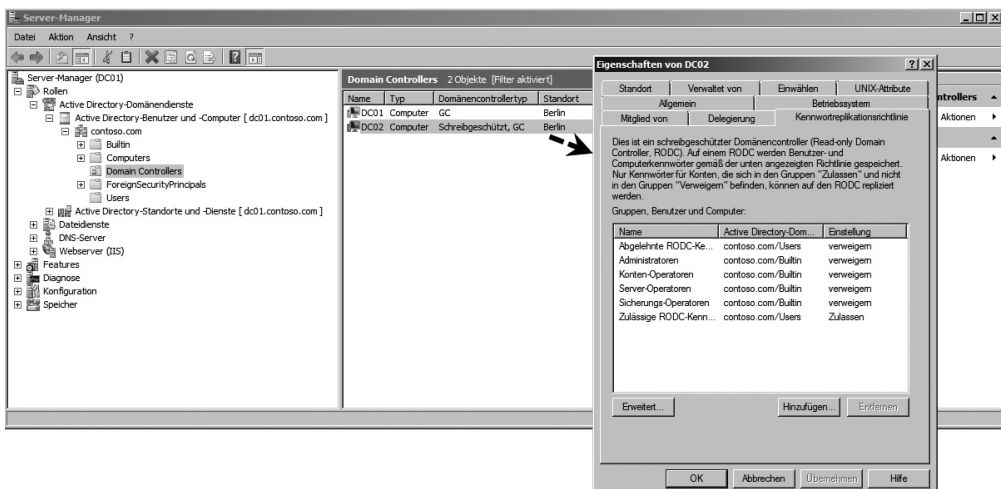 Server-Manager
Datei Aktion Ansicht ?
Server-Manager (DC01)
Rollen
Active Directory-Domänendienste
Active Directory-Benutzer und -Computer [ dc01.contoso.com ]
contoso.com
Builtin
Computers
Domain Controllers
ForeignSecurityPrincipals
Users
Active Directory-Standorte und -Dienste [ dc01.contoso.com ]
Dateidienste
DNS-Server
Webserver (IIS)
Features
Diagnose
Konfiguration
Speicher
Domain Controllers 2 Objekte [Filter aktiviert]
Name Typ Domänencontrollertyp Standort
DC01 Computer GC Berlin
DC02 Computer Schreibgeschützt, GC Berlin
Eigenschaften von DC02
Standort Verwaltet von Einwählen UNIX-Attribute
Allgemein Betriebssystem
Mitglied von Delegierung Kennwortreplikationsrichtlinie
Dies ist ein schreibgeschützter Domänencontroller (Read-only Domain
Controller, RODC). Auf einem RODC werden Benutzer- und
Computerkennwörter gemäß der unten angezeigten Richtlinie gespeichert.
Nur Kennwörter für Konten, die sich in den Gruppen "Zulassen" und nicht
in den Gruppen "Verweigern" befinden, können auf den RODC repliziert
werden.
Gruppen, Benutzer und Computer:
Name Active Directory-Dom... Einstellung
Abgelehnte RODC-Ke... contoso.com/Users verweigern
Administratoren contoso.com/Builtin verweigern
Konten-Operatoren contoso.com/Builtin verweigern
Server-Operatoren contoso.com/Builtin verweigern
Sicherungs-Operatoren contoso.com/Builtin verweigern
Zulässige RODC-Kenn... contoso.com/Users Zulassen
Erweitert... Hinzufügen... Entfernen
OK Abbrechen Übernehmen Hilfe
ntrollers
Aktionen
Aktionen